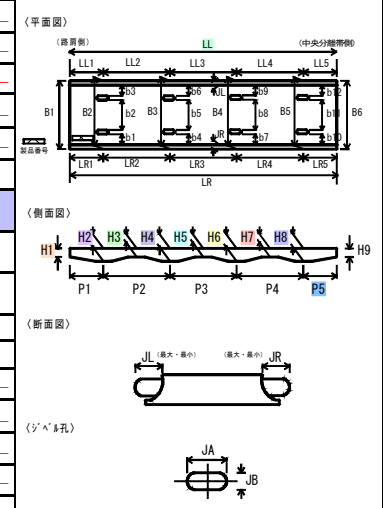 〈平面図〉
(路肩側) LL (中央分離帯側)
LL1 LL2 LL3 LL4 LL5
b3 b6 JL b9 b12
B1 B2 b2 B3 b5 B4 b8 B5 b11 B6
b1 b4 JR b7 b10
製品番号
LR1 LR2 LR3 LR4 LR5
LR
〈側面図〉
H1 H2 H3 H4 H5 H6 H7 H8 H9
P1 P2 P3 P4 P5
〈断面図〉
JL (最大・最小) (最大・最小) JR
〈ジベル孔〉
JA
JB